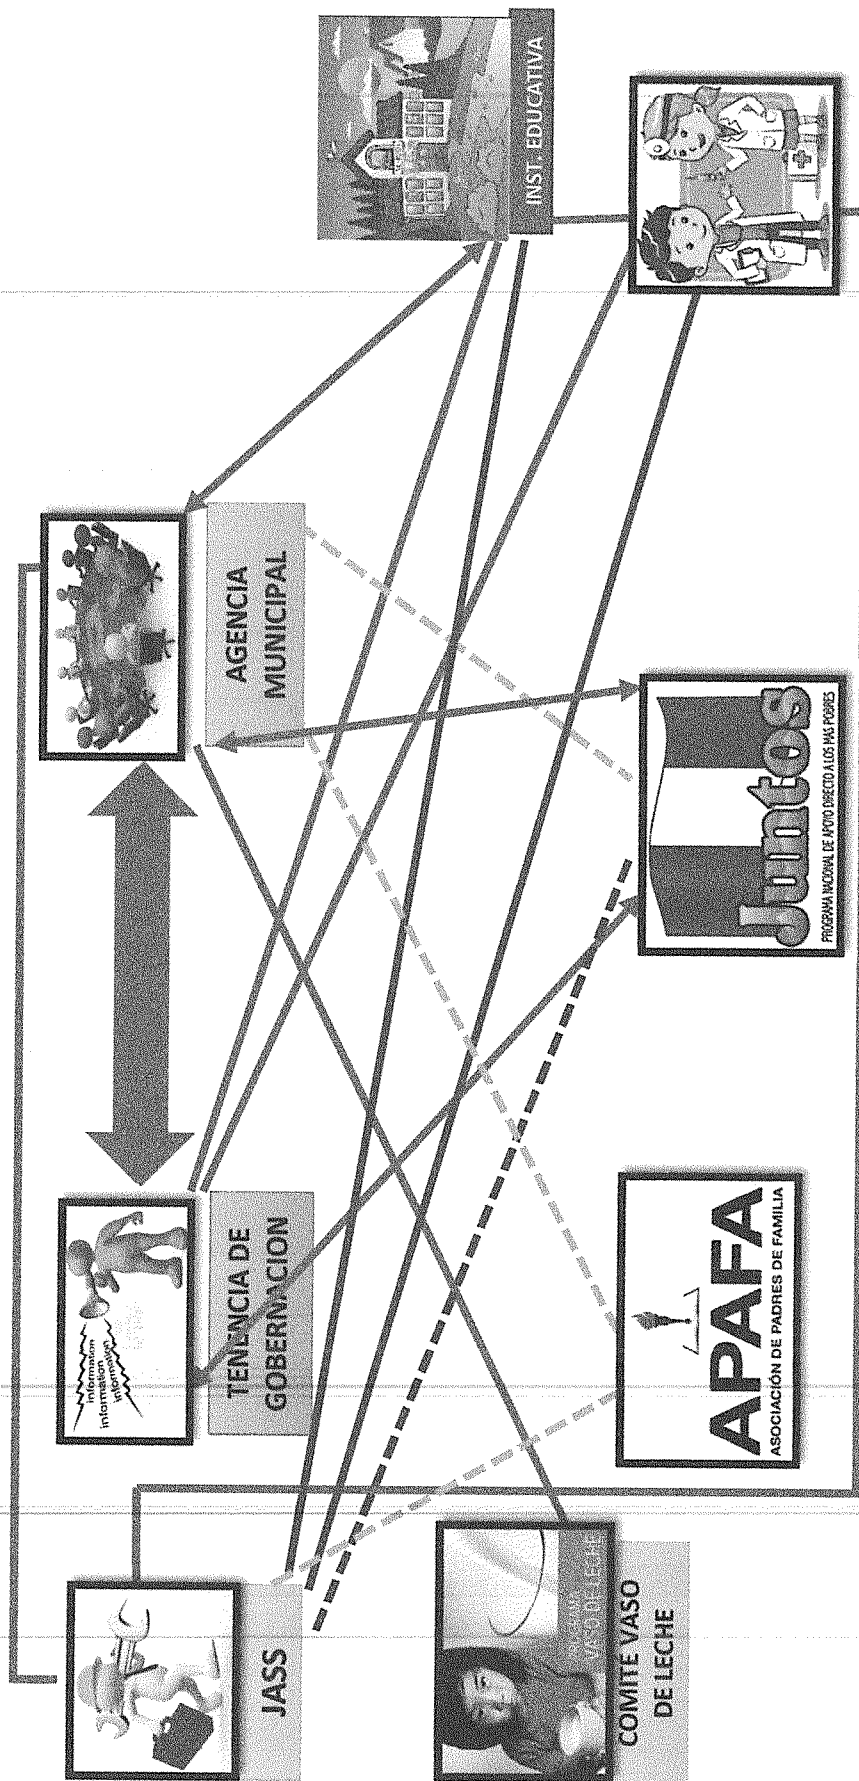 JASS
information
information
information
TENENCIA DE
GOBERNACION
AGENCIA
MUNICIPAL
INST. EDUCATIVA
COMITE VASO
DE LECHE
PROGRAMA
VASO DE LECHE
APAFA
ASOCIACIÓN DE PADRES DE FAMILIA
Juntos
PROGRAMA NACIONAL DE APOYO DIRECTO A LOS MAS POBRES